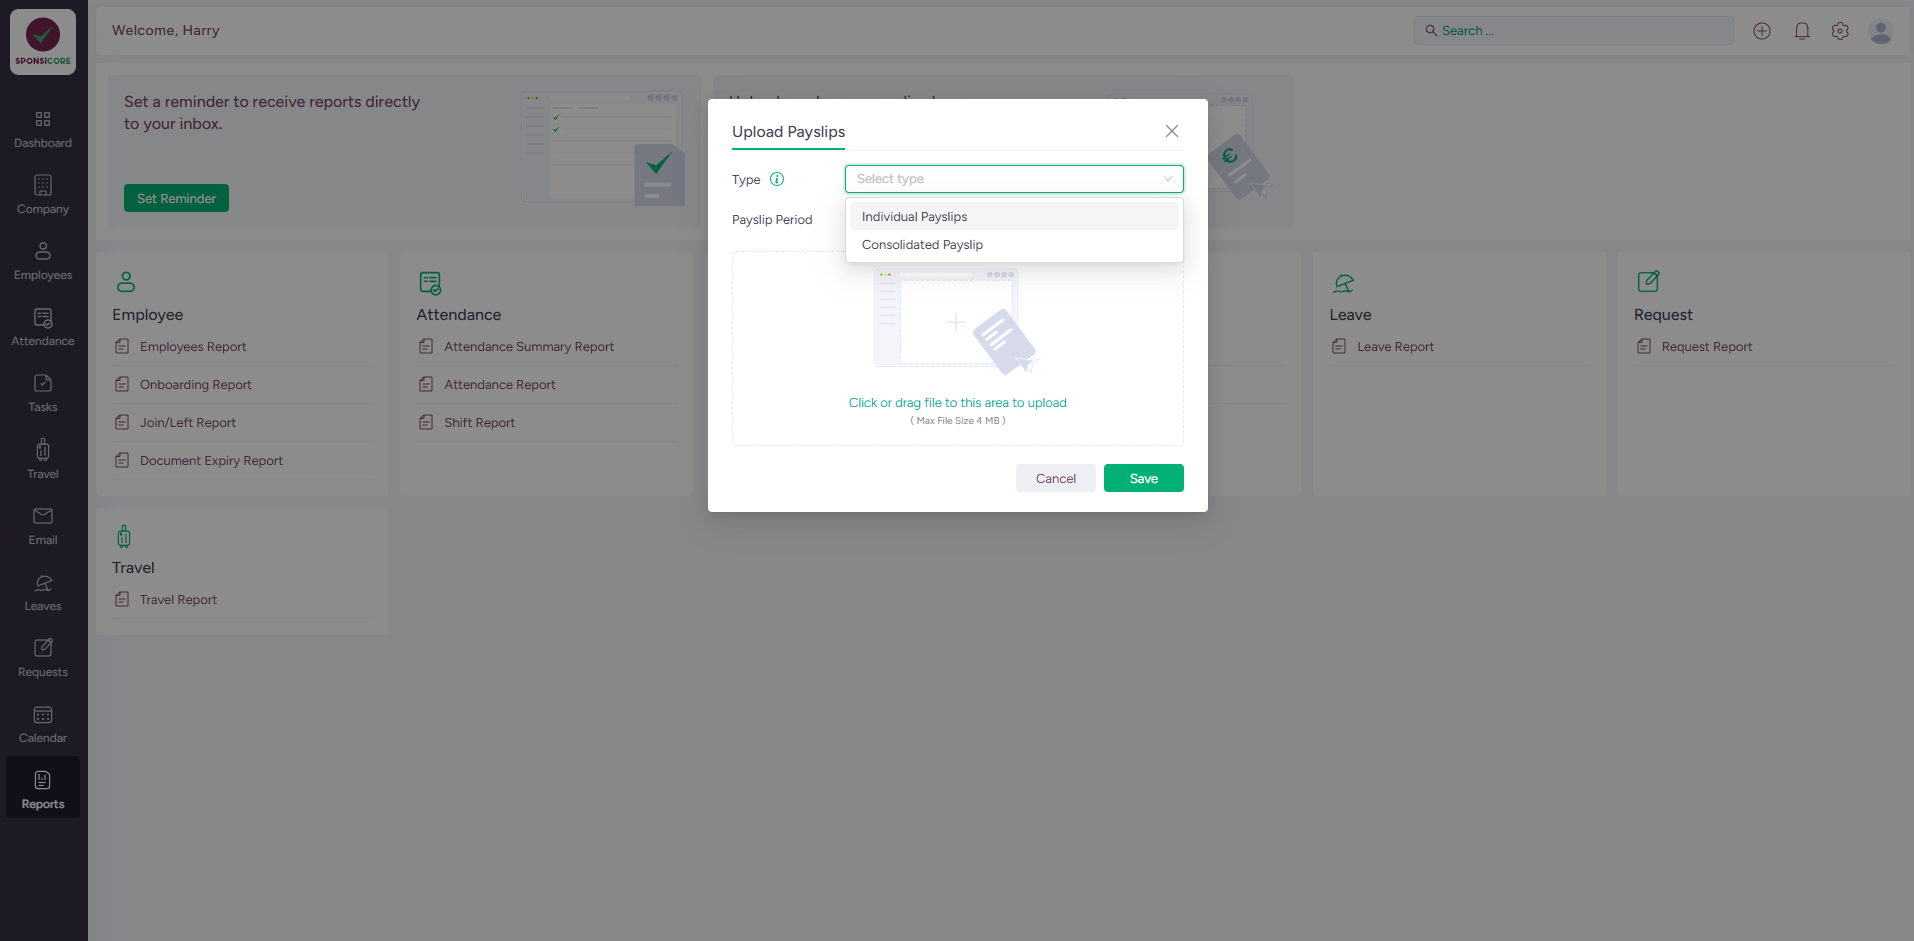 SPONSICORE
Welcome, Harry
Search ...
Dashboard
Company
Employees
Attendance
Tasks
Travel
Email
Leaves
Requests
Calendar
Reports
Set a reminder to receive reports directly
to your inbox.
Set Reminder
Upload Payslips
Type
Select type
Individual Payslips
Consolidated Payslip
Payslip Period
Click or drag file to this area to upload
( Max File Size 4 MB )
Cancel
Save
Employee
Employees Report
Onboarding Report
Join/Left Report
Document Expiry Report
Attendance
Attendance Summary Report
Attendance Report
Shift Report
Leave
Leave Report
Request
Request Report
Travel
Travel Report